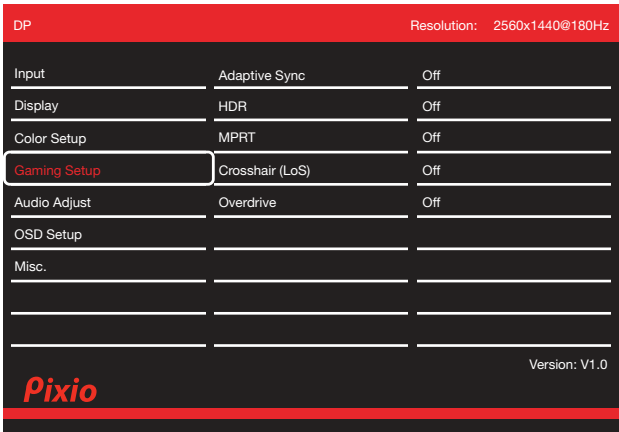 DP Resolution: 2560x1440@180Hz
Input Adaptive Sync Off
Display HDR Off
Color Setup MPRT Off
Gaming Setup Crosshair (LoS) Off
Audio Adjust Overdrive Off
OSD Setup
Misc.
Version: V1.0
Pixio